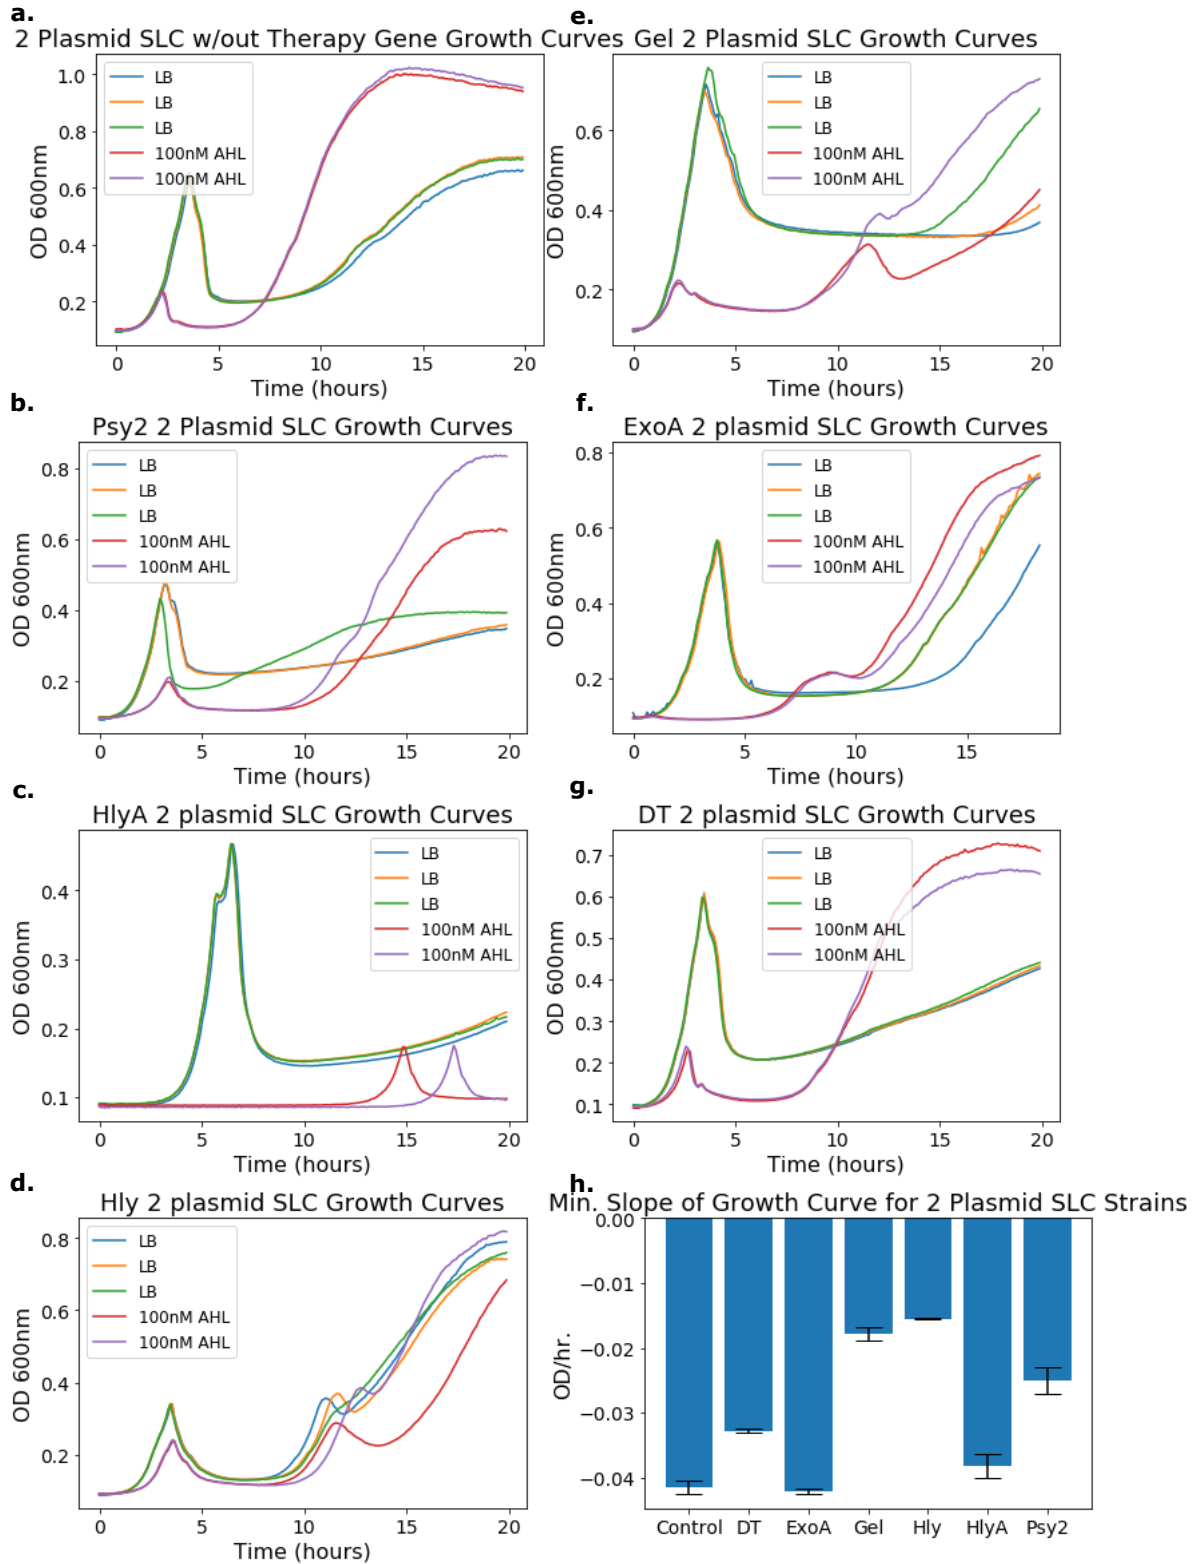 a.
2 Plasmid SLC w/out Therapy Gene Growth Curves
LB
LB
LB
100nM AHL
100nM AHL
1.0
0.8
0.6
0.4
0.2
OD 600nm
0 5 10 15 20
Time (hours)
b.
Psy2 2 Plasmid SLC Growth Curves
LB
LB
LB
100nM AHL
100nM AHL
0.8
0.6
0.4
0.2
OD 600nm
0 5 10 15 20
Time (hours)
c.
HlyA 2 plasmid SLC Growth Curves
LB
LB
LB
100nM AHL
100nM AHL
0.4
0.3
0.2
0.1
OD 600nm
0 5 10 15 20
Time (hours)
d.
Hly 2 plasmid SLC Growth Curves
LB
LB
LB
100nM AHL
100nM AHL
0.8
0.6
0.4
0.2
OD 600nm
0 5 10 15 20
Time (hours)
e.
Gel 2 Plasmid SLC Growth Curves
LB
LB
LB
100nM AHL
100nM AHL
0.6
0.4
0.2
OD 600nm
0 5 10 15 20
Time (hours)
f.
ExoA 2 plasmid SLC Growth Curves
LB
LB
LB
100nM AHL
100nM AHL
0.8
0.6
0.4
0.2
OD 600nm
0 5 10 15
Time (hours)
g.
DT 2 plasmid SLC Growth Curves
LB
LB
LB
100nM AHL
100nM AHL
0.7
0.6
0.5
0.4
0.3
0.2
0.1
OD 600nm
0 5 10 15 20
Time (hours)
h.
Min. Slope of Growth Curve for 2 Plasmid SLC Strains
0.00
−0.01
−0.02
−0.03
−0.04
OD/hr.
Control DT ExoA Gel Hly HlyA Psy2